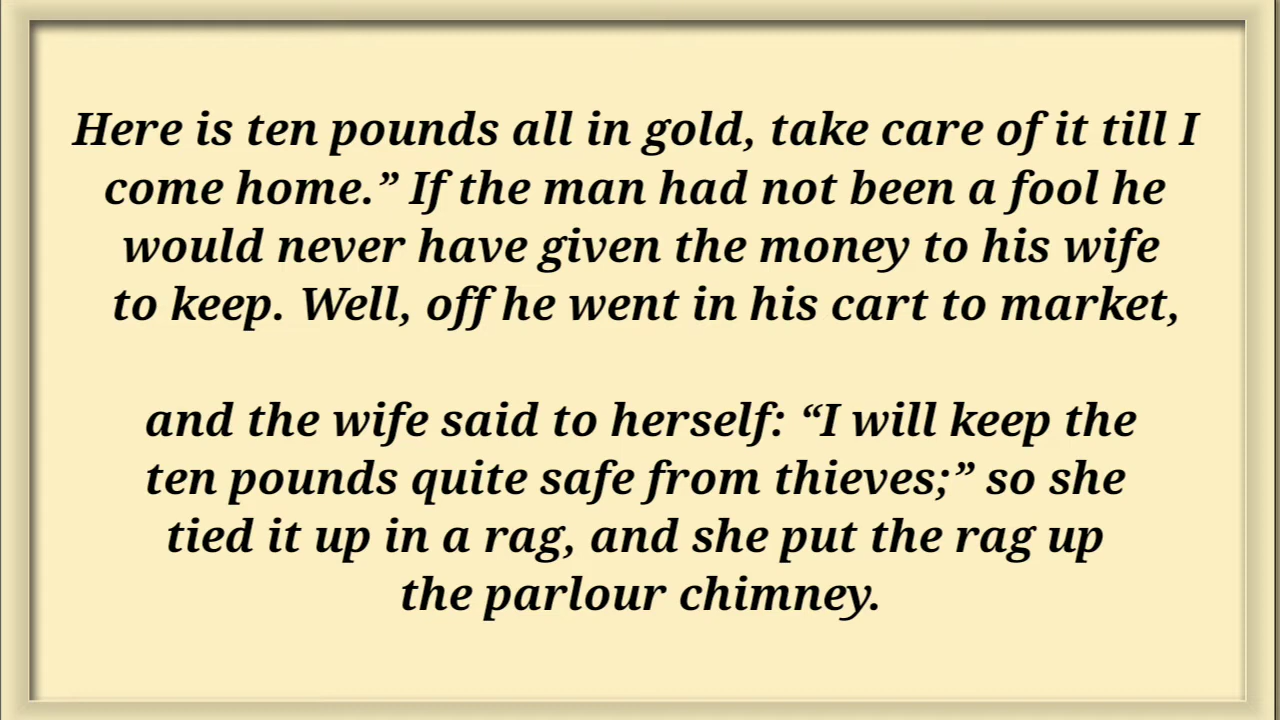 Here is ten pounds all in gold, take care of it till I
come home.” If the man had not been a fool he
would never have given the money to his wife
to keep. Well, off he went in his cart to market,
and the wife said to herself: “I will keep the
ten pounds quite safe from thieves;” so she
tied it up in a rag, and she put the rag up
the parlour chimney.